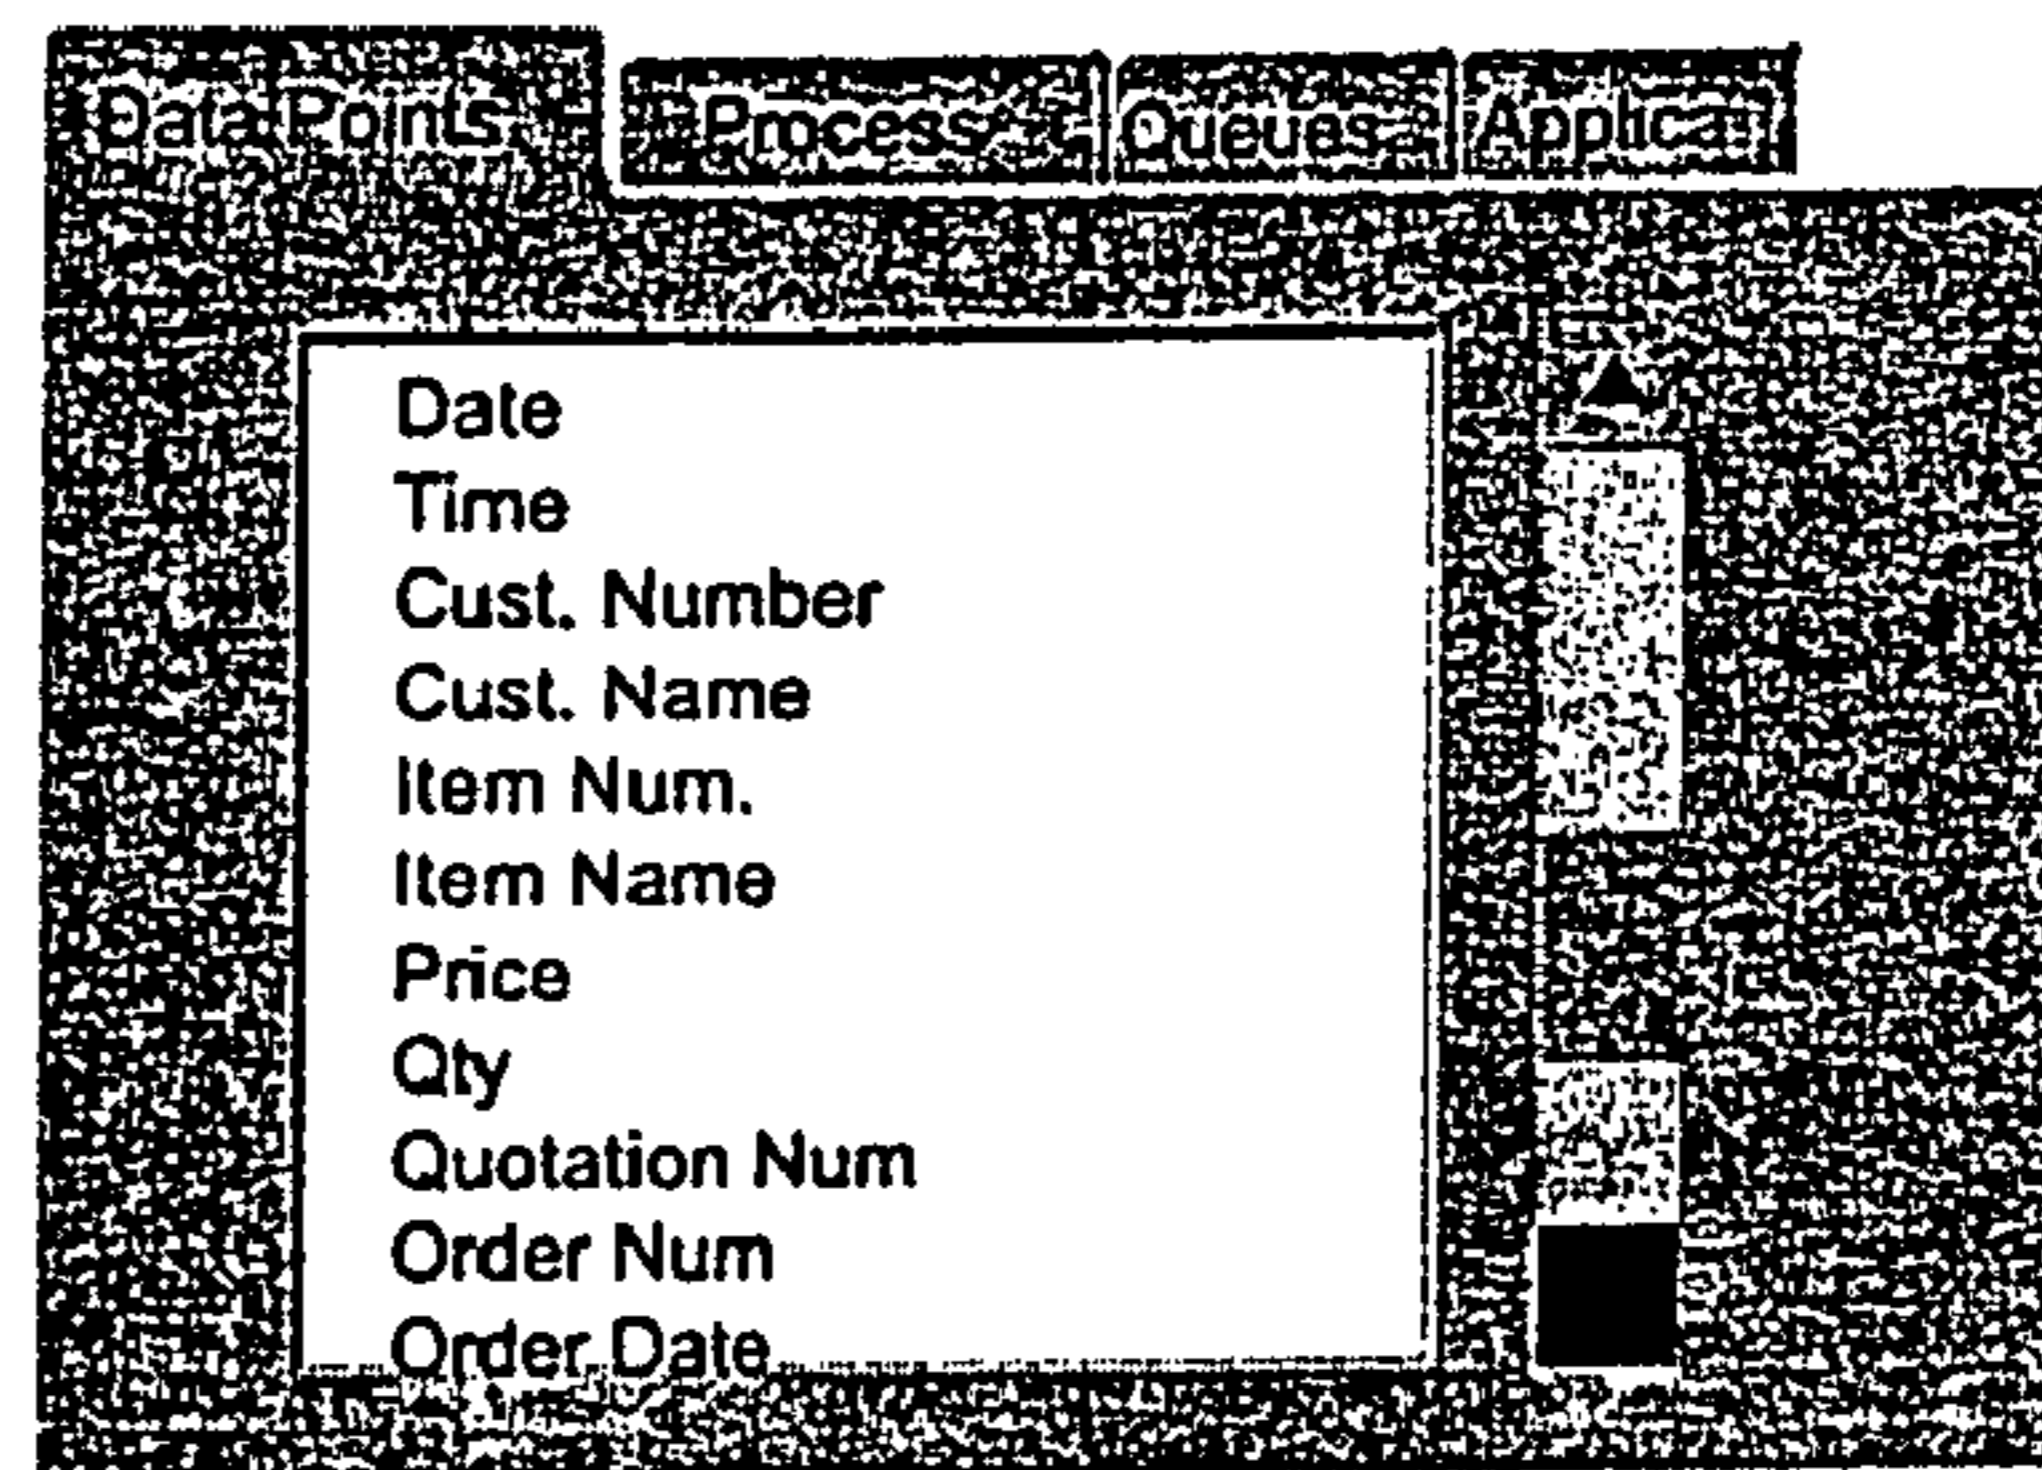 Data Points Process Queues Applica
Date
Time
Cust. Number
Cust. Name
Item Num.
Item Name
Price
Qty
Quotation Num
Order Num
Order Date